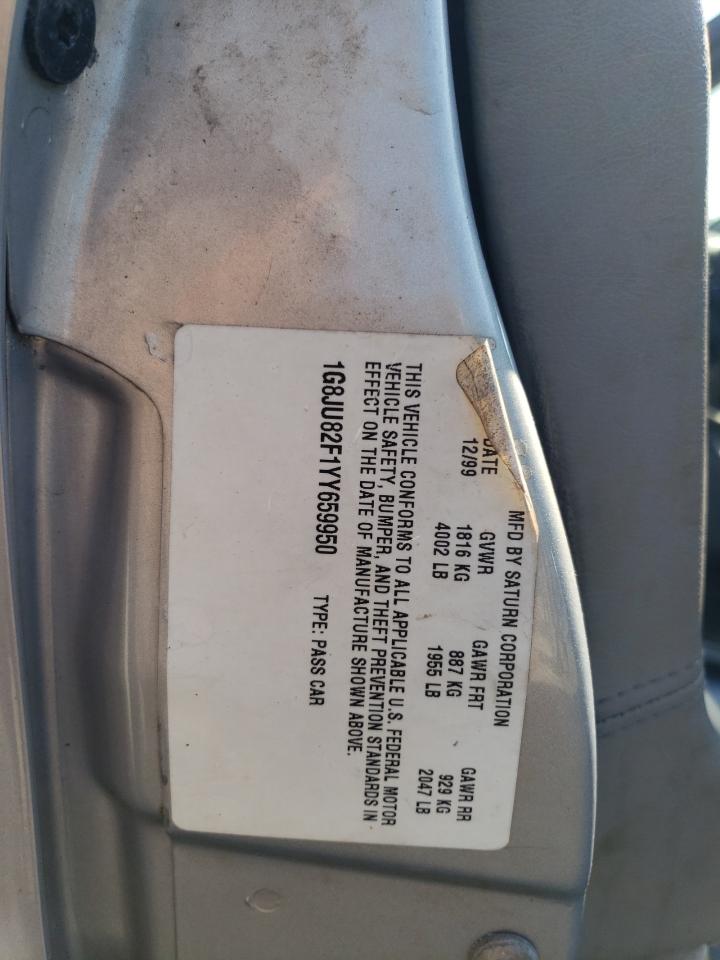 MFD BY SATURN CORPORATION
DATE GVWR GAWR FRT GAWR RR
12/99 1816 KG 887 KG 929 KG
4002 LB 1955 LB 2047 LB
THIS VEHICLE CONFORMS TO ALL APPLICABLE U.S. FEDERAL MOTOR
VEHICLE SAFETY, BUMPER, AND THEFT PREVENTION STANDARDS IN
EFFECT ON THE DATE OF MANUFACTURE SHOWN ABOVE.
1G8JU82F1YY659950 TYPE: PASS CAR